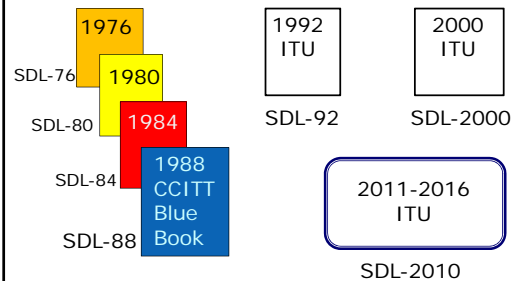 1976
SDL-76
1980
SDL-80
1984
SDL-84
1988
CCITT
Blue
Book
SDL-88
1992
ITU
SDL-92
2000
ITU
SDL-2000
2011-2016
ITU
SDL-2010